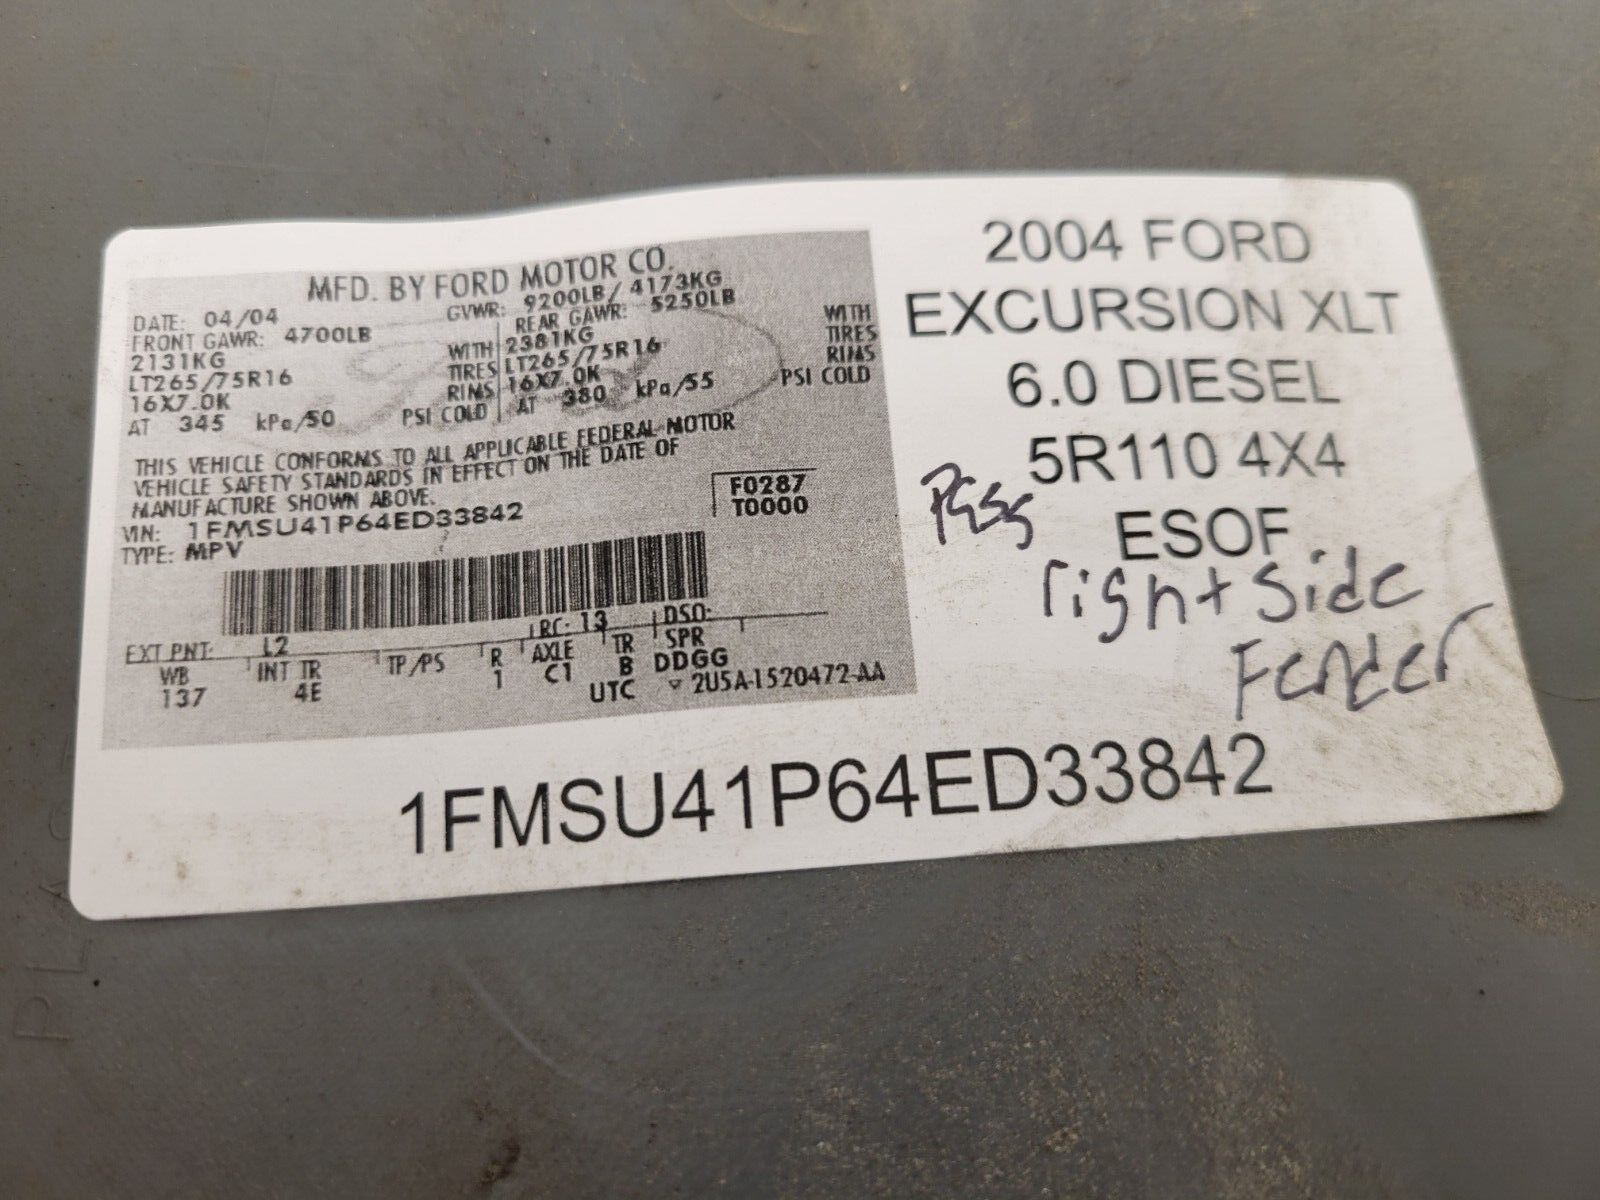 MFD. BY FORD MOTOR CO.
DATE: 04/04
GVWR: 9200LB/ 4173KG
FRONT GAWR: 4700LB
REAR GAWR: 5250LB
2131KG
WITH
2381KG
WITH
LT265/75R16
TIRES
LT265/75R16
TIRES
16X7.0K
RIMS
16X7.0K
RIMS
AT 345 kPa/50 PSI COLD
AT 380 kPa/55 PSI COLD
THIS VEHICLE CONFORMS TO ALL APPLICABLE FEDERAL MOTOR
VEHICLE SAFETY STANDARDS IN EFFECT ON THE DATE OF
MANUFACTURE SHOWN ABOVE.
VIN: 1FMSU41P64ED33842
F0287
T0000
TYPE: MPV
EXT PNT: L2
RC: 13
DSO:
WB
INT TR
TP/PS
R
AXLE
TR
SPR
137
4E
1
C1
B
DDGG
UTC
▽ 2U5A-1520472-AA
2004 FORD
EXCURSION XLT
6.0 DIESEL
5R110 4X4
ESOF
Pass
right side
Fender
1FMSU41P64ED33842